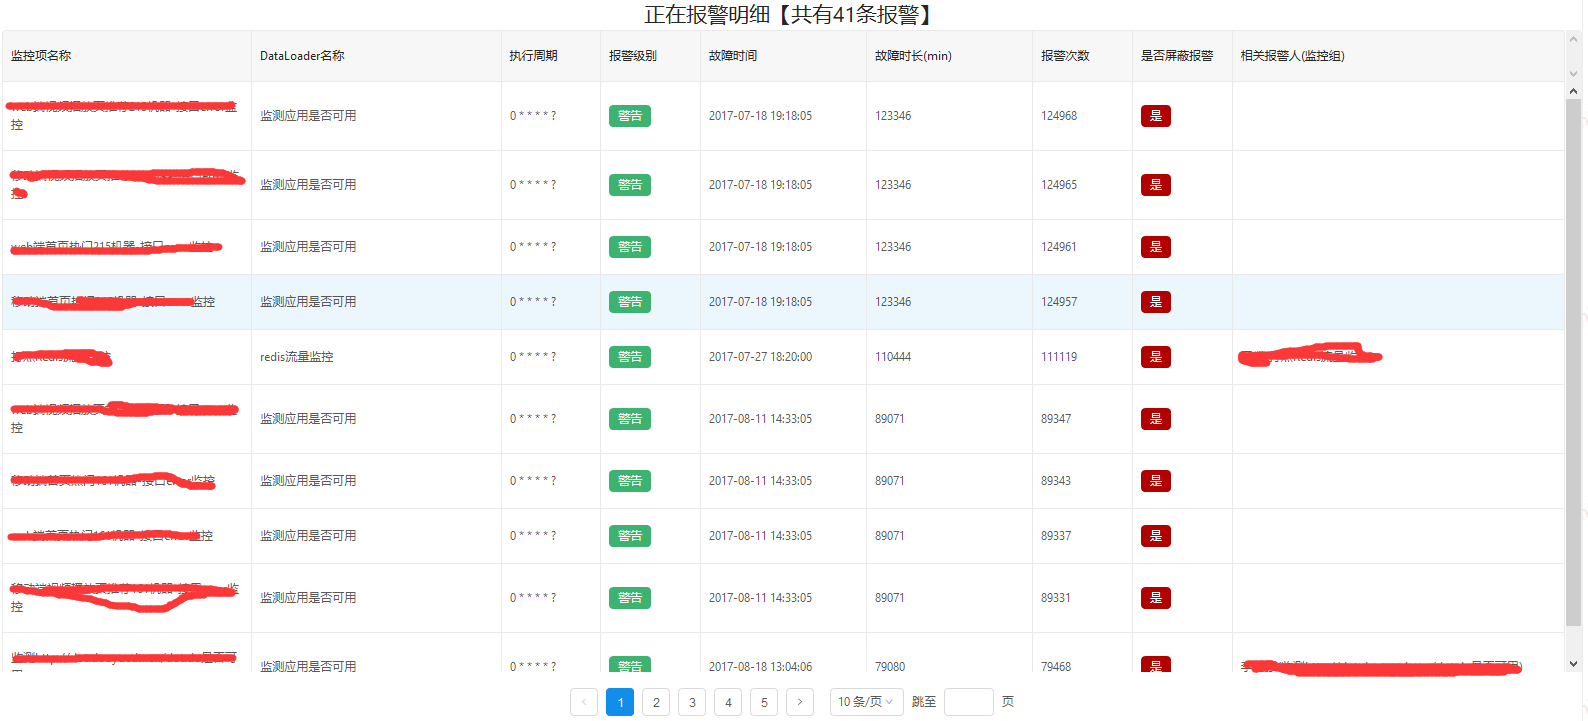 正在报警明细【共有41条报警】
监控项名称 DataLoader名称 执行周期 报警级别 故障时间 故障时长(min) 报警次数 是否屏蔽报警 相关报警人(监控组)
控 监测应用是否可用 0 * * * * ? 警告 2017-07-18 19:18:05 123346 124968 是
控 监测应用是否可用 0 * * * * ? 警告 2017-07-18 19:18:05 123346 124965 是
监测应用是否可用 0 * * * * ? 警告 2017-07-18 19:18:05 123346 124961 是
监控 监测应用是否可用 0 * * * * ? 警告 2017-07-18 19:18:05 123346 124957 是
redis流量监控 0 * * * * ? 警告 2017-07-27 18:20:00 110444 111119 是
控 监测应用是否可用 0 * * * * ? 警告 2017-08-11 14:33:05 89071 89347 是
监测应用是否可用 0 * * * * ? 警告 2017-08-11 14:33:05 89071 89343 是
监控 监测应用是否可用 0 * * * * ? 警告 2017-08-11 14:33:05 89071 89337 是
监
控 监测应用是否可用 0 * * * * ? 警告 2017-08-11 14:33:05 89071 89331 是
监测应用是否可用 0 * * * * ? 警告 2017-08-18 13:04:06 79080 79468 是
< 1 2 3 4 5 > 10 条/页 跳至 页